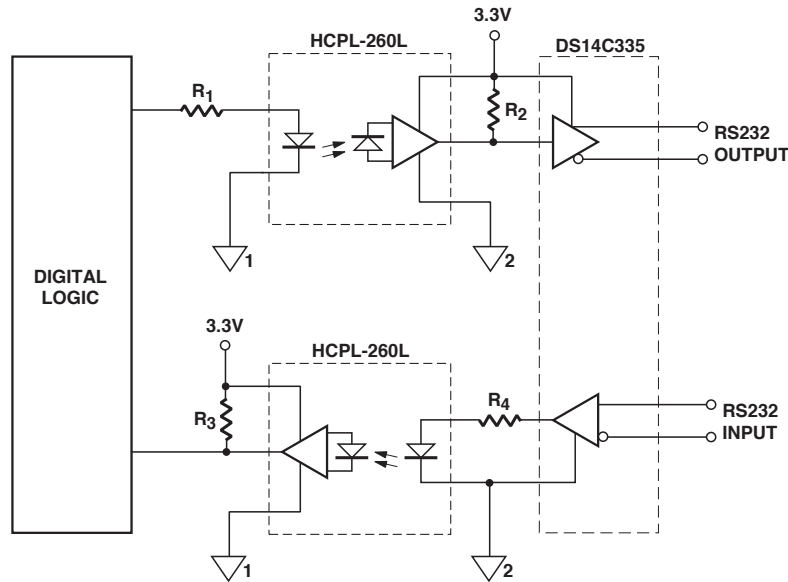 3.3V
HCPL-260L
DS14C335
R1
R2
RS232
OUTPUT
1
2
DIGITAL
LOGIC
3.3V
HCPL-260L
R3
R4
RS232
INPUT
1
2